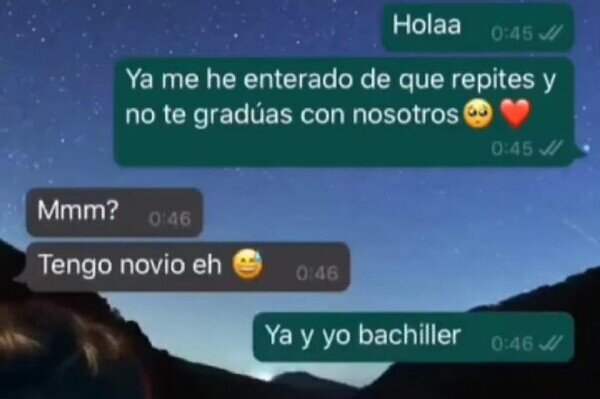 Holaa 0:45
Ya me he enterado de que repites y
no te gradúas con nosotros🥺❤️
0:45
Mmm? 0:46
Tengo novio eh 😅 0:46
Ya y yo bachiller 0:46